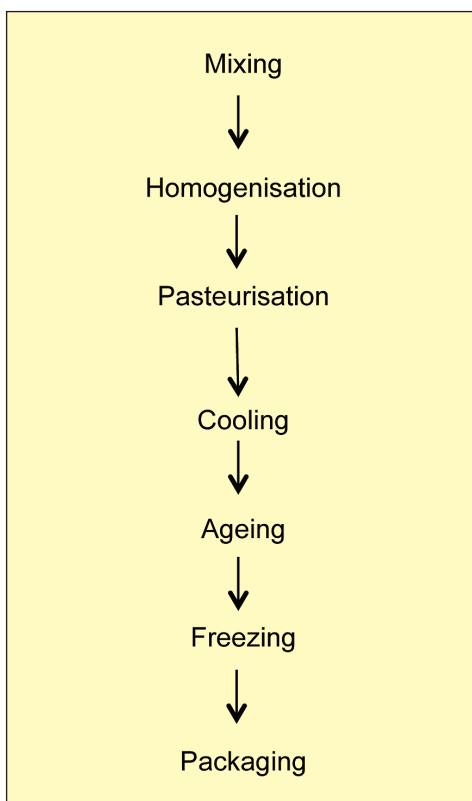 Mixing
Homogenisation
Pasteurisation
Cooling
Ageing
Freezing
Packaging